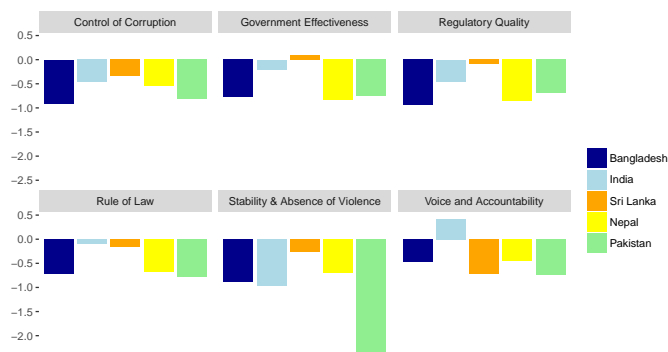 Control of Corruption Government Effectiveness Regulatory Quality
0.5
0.0
−0.5
−1.0
−1.5
−2.0
−2.5
Rule of Law Stability & Absence of Violence Voice and Accountability
0.5
0.0
−0.5
−1.0
−1.5
−2.0
Bangladesh
India
Sri Lanka
Nepal
Pakistan